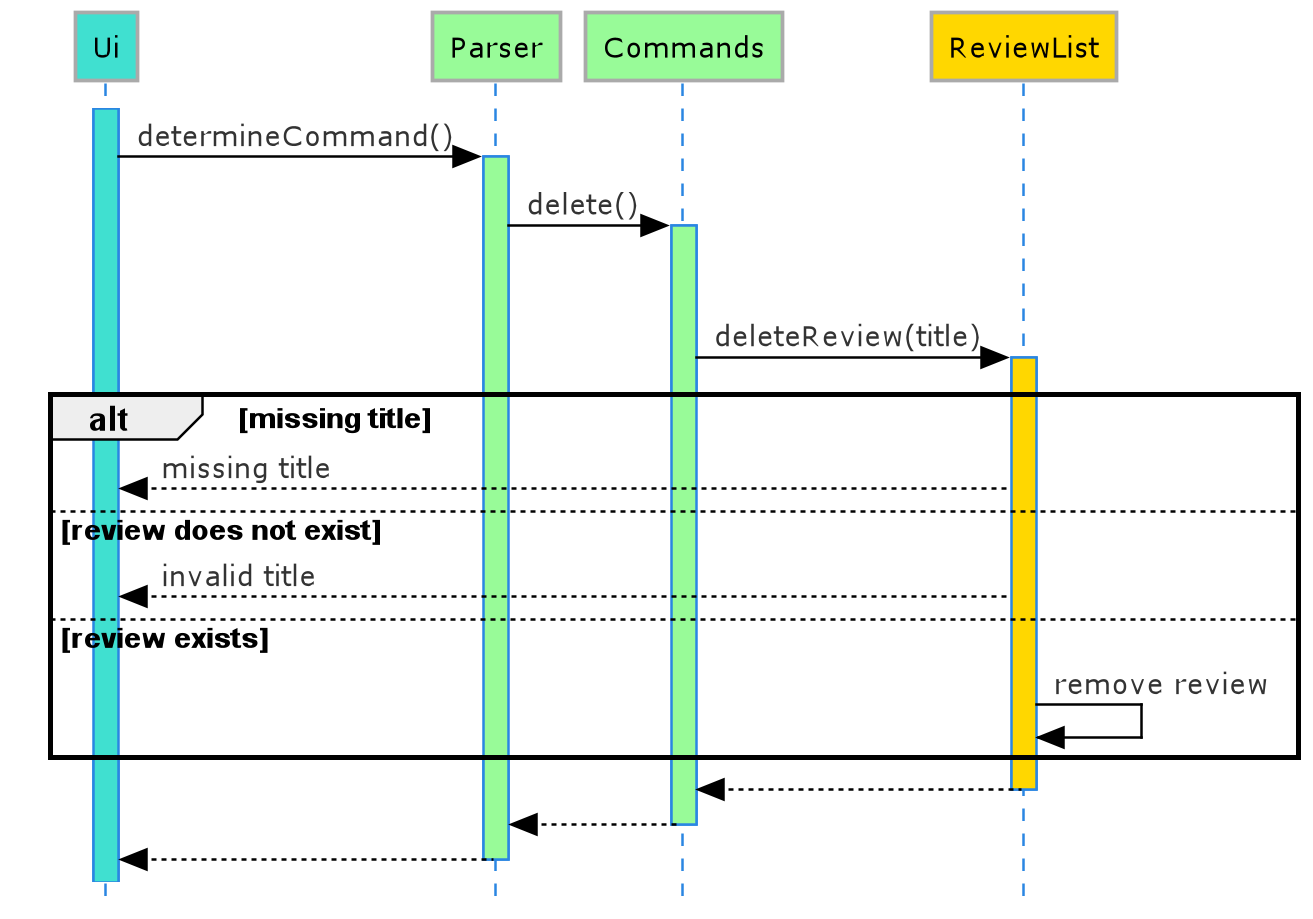 Ui
Parser
Commands
ReviewList
determineCommand()
delete()
deleteReview(title)
alt
[missing title]
missing title
[review does not exist]
invalid title
[review exists]
remove review